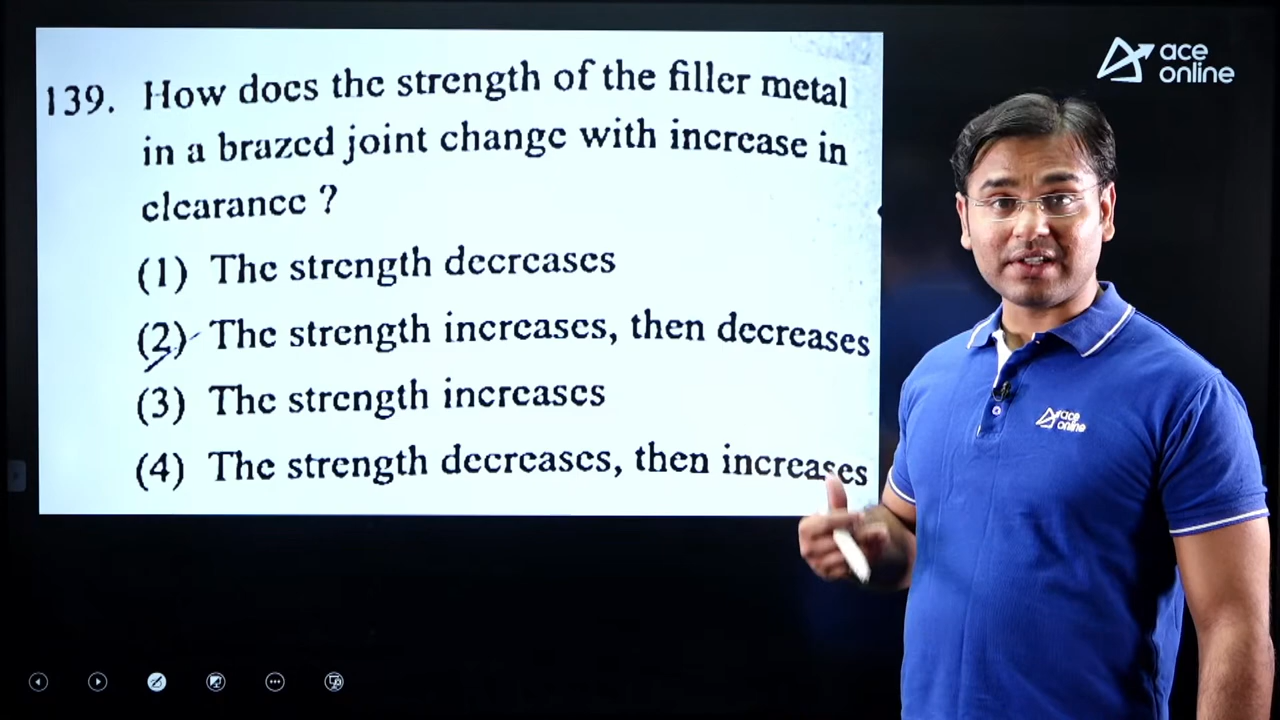 ace
online
139. How does the strength of the filler metal
in a brazed joint change with increase in
clearance ?
(1) The strength decreases
(2) The strength increases, then decreases
(3) The strength increases
(4) The strength decreases, then increases
ace
online